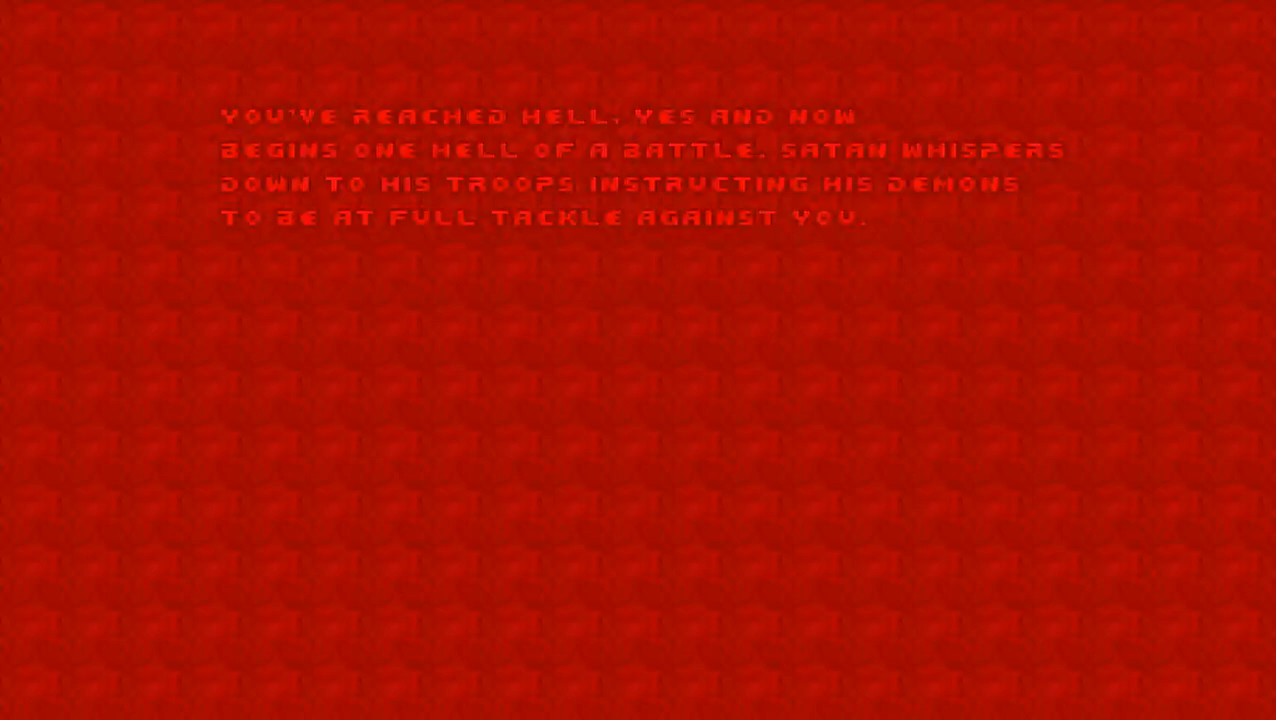 YOU'VE REACHED HELL, YES AND NOW
BEGINS ONE HELL OF A BATTLE. SATAN WHISPERS
DOWN TO HIS TROOPS INSTRUCTING HIS DEMONS
TO BE AT FULL TACKLE AGAINST YOU.